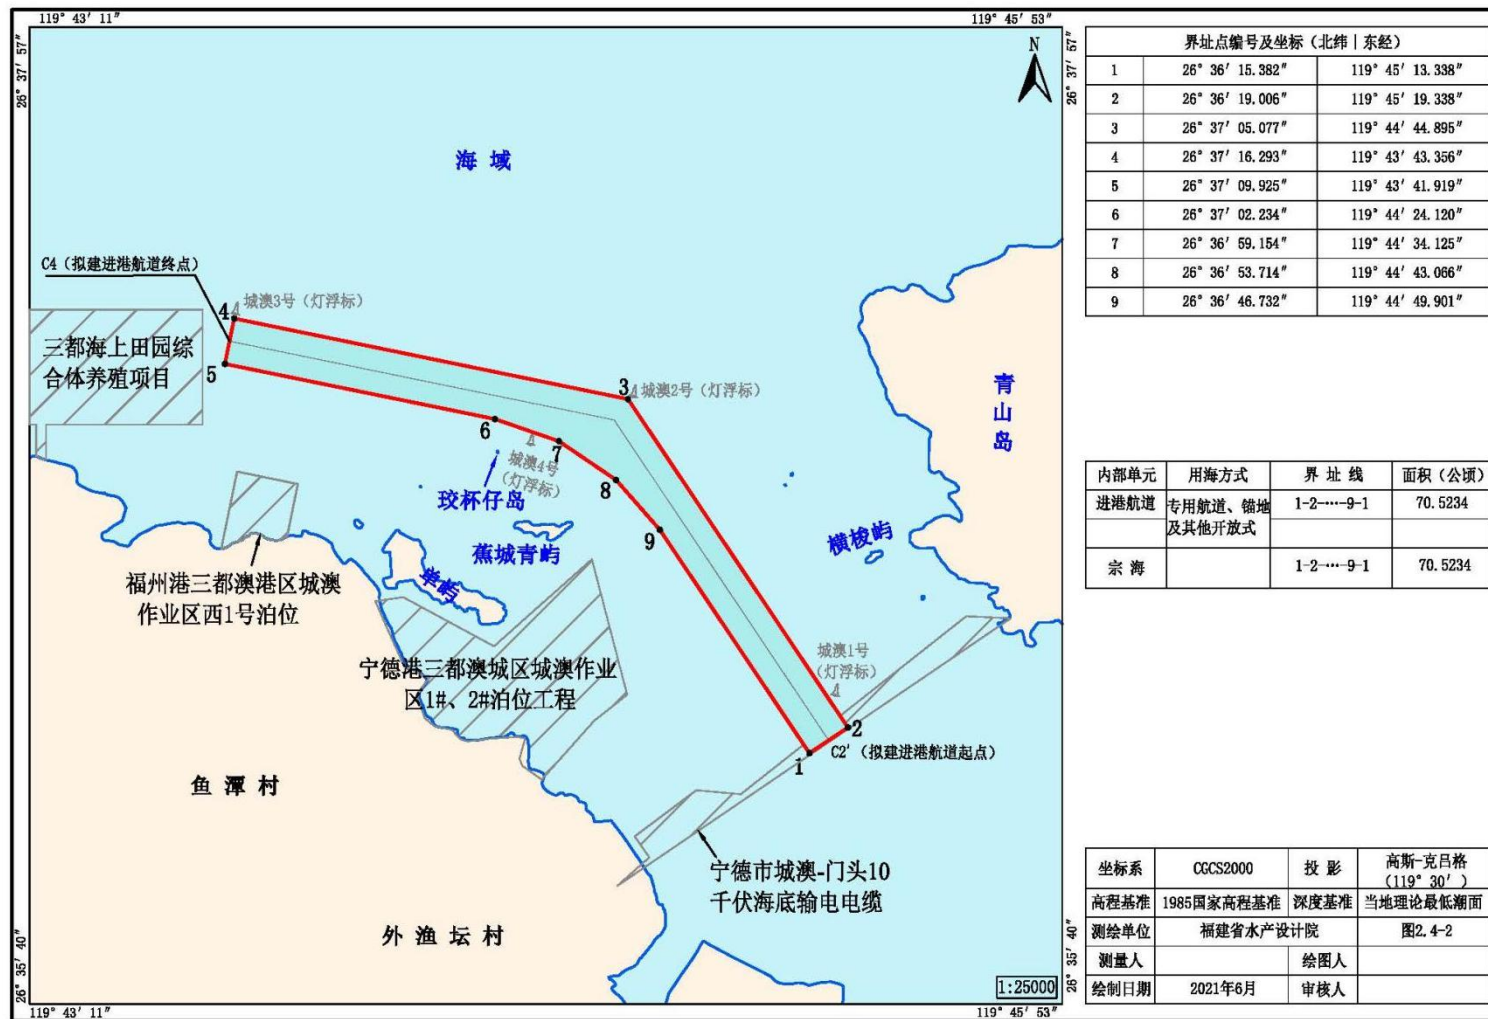 119° 43′ 11″
119° 45′ 53″
26° 37′ 57″
26° 37′ 57″
N
海 域
C4（拟建进港航道终点）
4
城澳3号（灯浮标）
三都海上田园综
合体养殖项目
5
3
城澳2号（灯浮标）
青
山
岛
6
7
城澳4号
（灯浮标）
8
珓杯仔岛
9
蕉城青屿
横梭屿
单屿
福州港三都澳港区城澳
作业区西1号泊位
宁德港三都澳城区城澳作业
区1#、2#泊位工程
城澳1号
（灯浮标）
2
1
C2′（拟建进港航道起点）
鱼 潭 村
宁德市城澳-门头10
千伏海底输电电缆
外 渔 坛 村
1:25000
26° 35′ 40″
26° 35′ 40″
119° 43′ 11″
119° 45′ 53″
界址点编号及坐标（北纬｜东经）
1 26° 36′ 15.382″ 119° 45′ 13.338″
2 26° 36′ 19.006″ 119° 45′ 19.338″
3 26° 37′ 05.077″ 119° 44′ 44.895″
4 26° 37′ 16.293″ 119° 43′ 43.356″
5 26° 37′ 09.925″ 119° 43′ 41.919″
6 26° 37′ 02.234″ 119° 44′ 24.120″
7 26° 36′ 59.154″ 119° 44′ 34.125″
8 26° 36′ 53.714″ 119° 44′ 43.066″
9 26° 36′ 46.732″ 119° 44′ 49.901″
内部单元 用海方式 界 址 线 面积（公顷）
进港航道 专用航道、锚地 1-2-…-9-1 70.5234
及其他开放式
宗 海 1-2-…-9-1 70.5234
坐标系 CGCS2000 投 影 高斯-克吕格
（119° 30′ ）
高程基准 1985国家高程基准 深度基准 当地理论最低潮面
测绘单位 福建省水产设计院 图2.4-2
测量人 绘图人
绘制日期 2021年6月 审核人